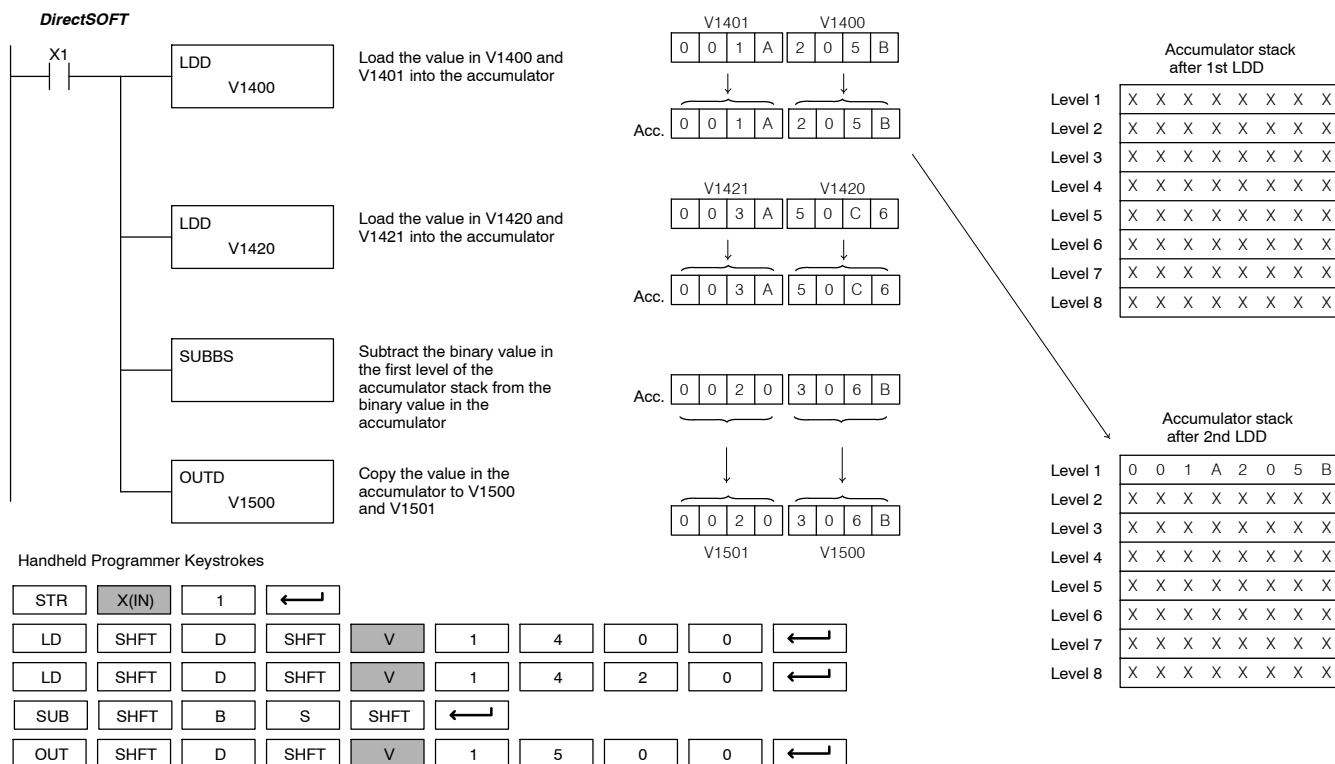 DirectSOFT
X1
LDD
V1400
Load the value in V1400 and
V1401 into the accumulator
V1401 V1400
0 0 1 A 2 0 5 B
Acc. 0 0 1 A 2 0 5 B
LDD
V1420
Load the value in V1420 and
V1421 into the accumulator
V1421 V1420
0 0 3 A 5 0 C 6
Acc. 0 0 3 A 5 0 C 6
SUBBS
Subtract the binary value in
the first level of the
accumulator stack from the
binary value in the
accumulator
Acc. 0 0 2 0 3 0 6 B
OUTD
V1500
Copy the value in the
accumulator to V1500
and V1501
0 0 2 0 3 0 6 B
V1501 V1500
Accumulator stack
after 1st LDD
Level 1 X X X X X X X X
Level 2 X X X X X X X X
Level 3 X X X X X X X X
Level 4 X X X X X X X X
Level 5 X X X X X X X X
Level 6 X X X X X X X X
Level 7 X X X X X X X X
Level 8 X X X X X X X X
Accumulator stack
after 2nd LDD
Level 1 0 0 1 A 2 0 5 B
Level 2 X X X X X X X X
Level 3 X X X X X X X X
Level 4 X X X X X X X X
Level 5 X X X X X X X X
Level 6 X X X X X X X X
Level 7 X X X X X X X X
Level 8 X X X X X X X X
Handheld Programmer Keystrokes
STR X(IN) 1
LD SHFT D SHFT V 1 4 0 0
LD SHFT D SHFT V 1 4 2 0
SUB SHFT B S SHFT
OUT SHFT D SHFT V 1 5 0 0